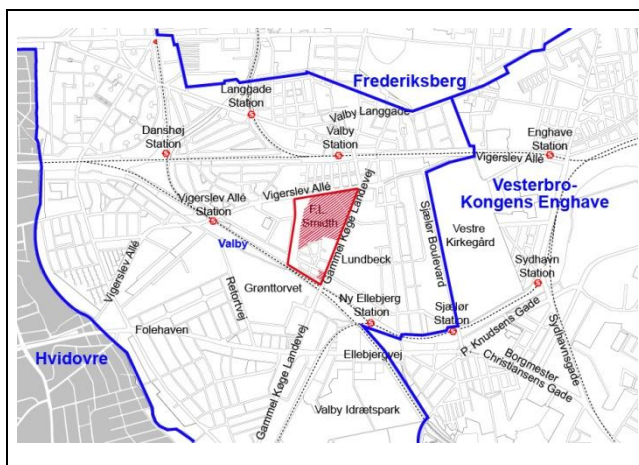 Frederiksberg
Langgade
Station
Valby Langgade
Danshøj
Station
Valby
Station
Enghave
Station
Vigerslev Allé
Vigerslev Allé
Vigerslev Allé
Station
F.L.
Smidth
Gammel Køge Landevej
Sjælør Boulevard
Vesterbro-
Kongens Enghave
Vestre
Kirkegård
Valby
Lundbeck
Sydhavn
Station
Vigerslev Allé
Retortvej
Grønttorvet
Ny Ellebjerg
Station
Sjælør
Station
P. Knudsens Gade
Sydhavnsgade
Folehaven
Hvidovre
Gammel Køge Landevej
Ellebjergvej
Borgmester
Christiansens Gade
Valby Idrætspark